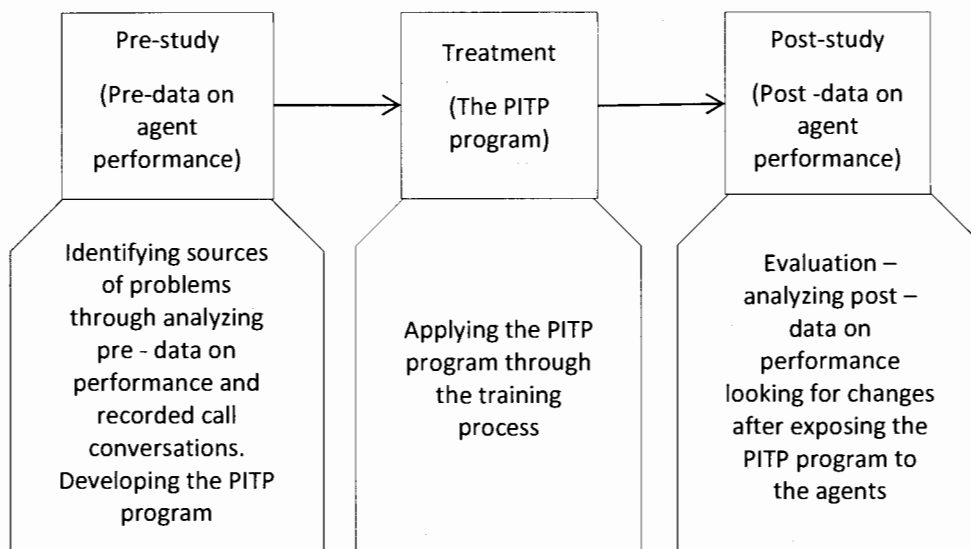 Pre-study
(Pre-data on
agent
performance)
Treatment
(The PITP
program)
Post-study
(Post -data on
agent
performance)
Identifying sources
of problems
through analyzing
pre - data on
performance and
recorded call
conversations.
Developing the PITP
program
Applying the PITP
program through
the training
process
Evaluation –
analyzing post –
data on
performance
looking for changes
after exposing the
PITP program to
the agents